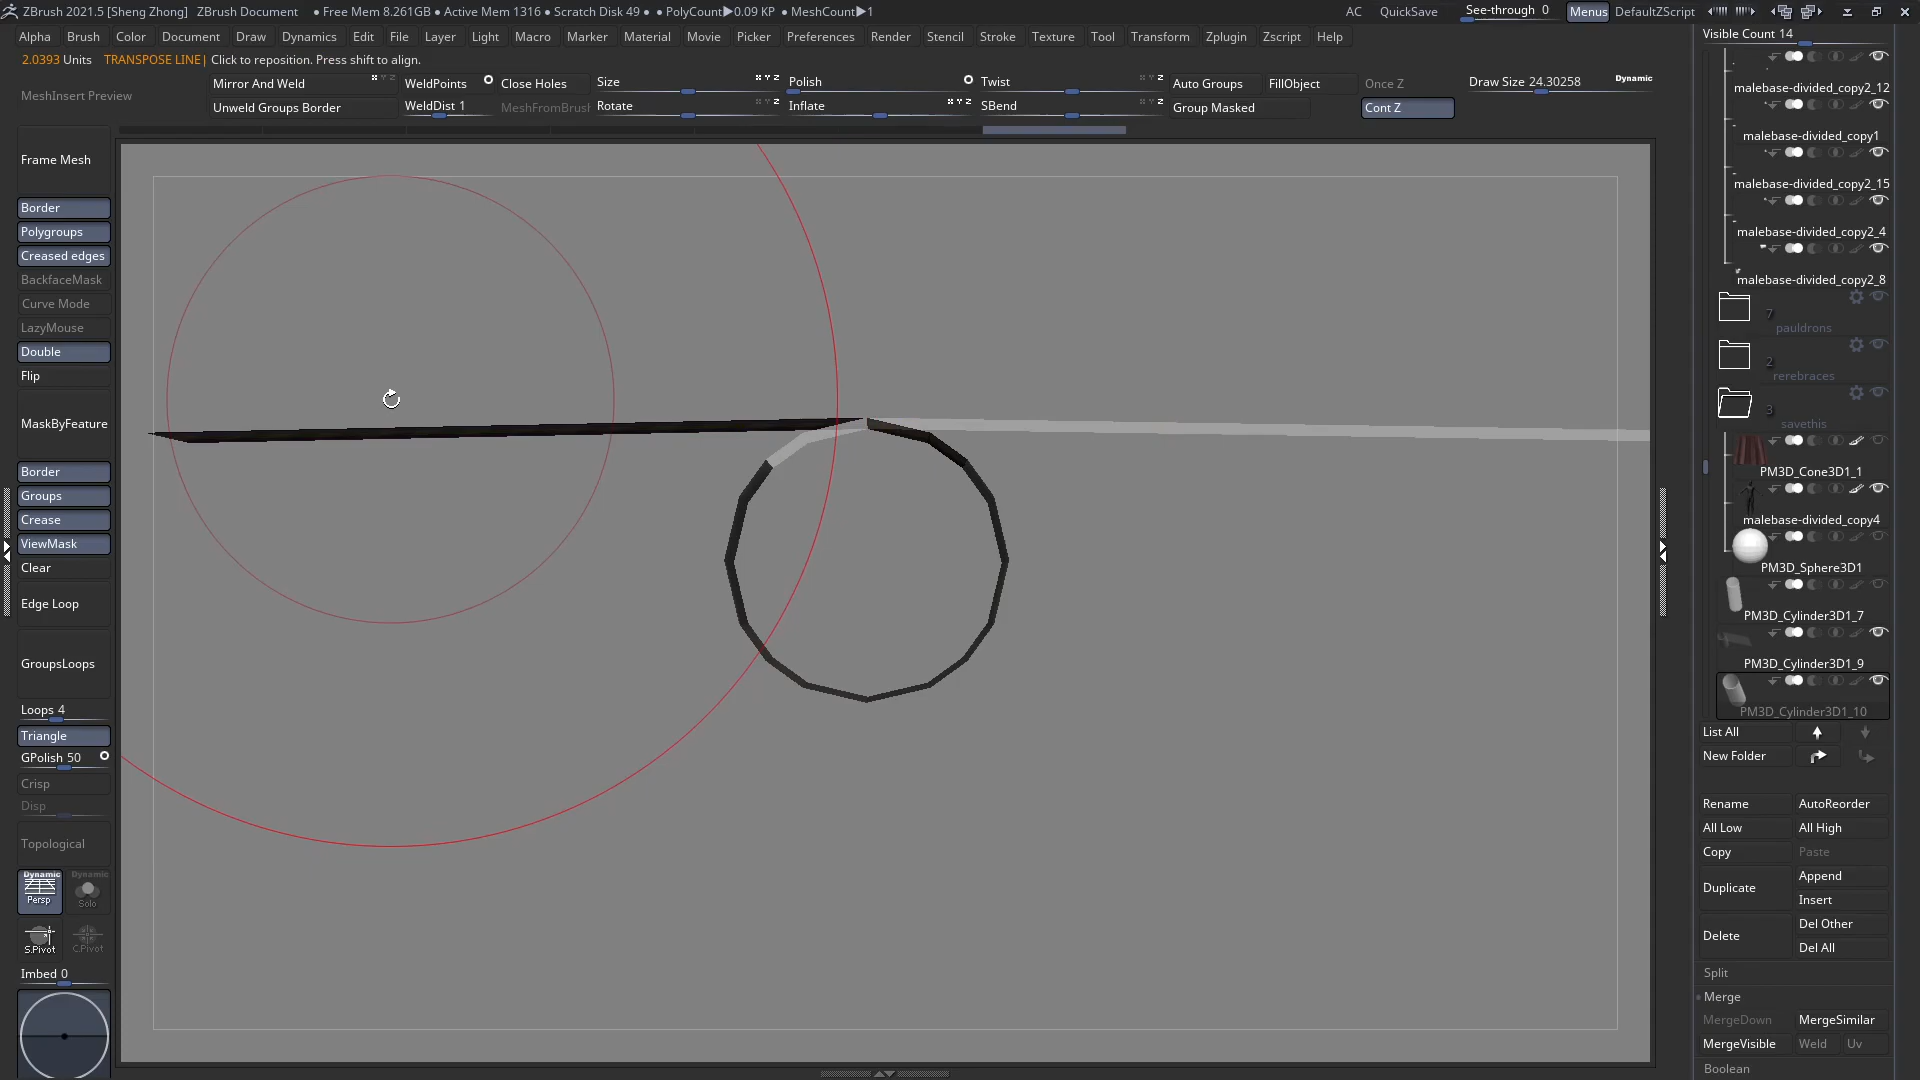 ZBrush 2021.5 [Sheng Zhong] ZBrush Document • Free Mem 8.261GB • Active Mem 1316 • Scratch Disk 49 • • PolyCount▶0.09 KP • MeshCount▶1 AC QuickSave See-through 0 Menus DefaultZScript
Alpha Brush Color Document Draw Dynamics Edit File Layer Light Macro Marker Material Movie Picker Preferences Render Stencil Stroke Texture Tool Transform Zplugin Zscript Help
2.0393 Units TRANSPOSE LINE| Click to reposition. Press shift to align.
MeshInsert Preview
Mirror And Weld WeldPoints Close Holes Size Polish Twist Auto Groups FillObject Once Z Draw Size 24.30258 Dynamic
Unweld Groups Border WeldDist 1 MeshFromBrush Rotate Inflate SBend Group Masked Cont Z
Frame Mesh
Border
Polygroups
Creased edges
BackfaceMask
Curve Mode
LazyMouse
Double
Flip
MaskByFeature
Border
Groups
Crease
ViewMask
Clear
Edge Loop
GroupsLoops
Loops 4
Triangle
GPolish 50
Crisp
Disp
Topological
Dynamic Dynamic
Persp Solo
S.Pivot C.Pivot
Imbed 0
Visible Count 14
malebase-divided_copy2_12
malebase-divided_copy1
malebase-divided_copy2_15
malebase-divided_copy2_4
malebase-divided_copy2_8
7
pauldrons
2
rerebraces
3
savethis
PM3D_Cone3D1_1
malebase-divided_copy4
PM3D_Sphere3D1
PM3D_Cylinder3D1_7
PM3D_Cylinder3D1_9
PM3D_Cylinder3D1_10
List All
New Folder
Rename AutoReorder
All Low All High
Copy Paste
Duplicate Append
Insert
Delete Del Other
Del All
Split
Merge
MergeDown MergeSimilar
MergeVisible Weld Uv
Boolean